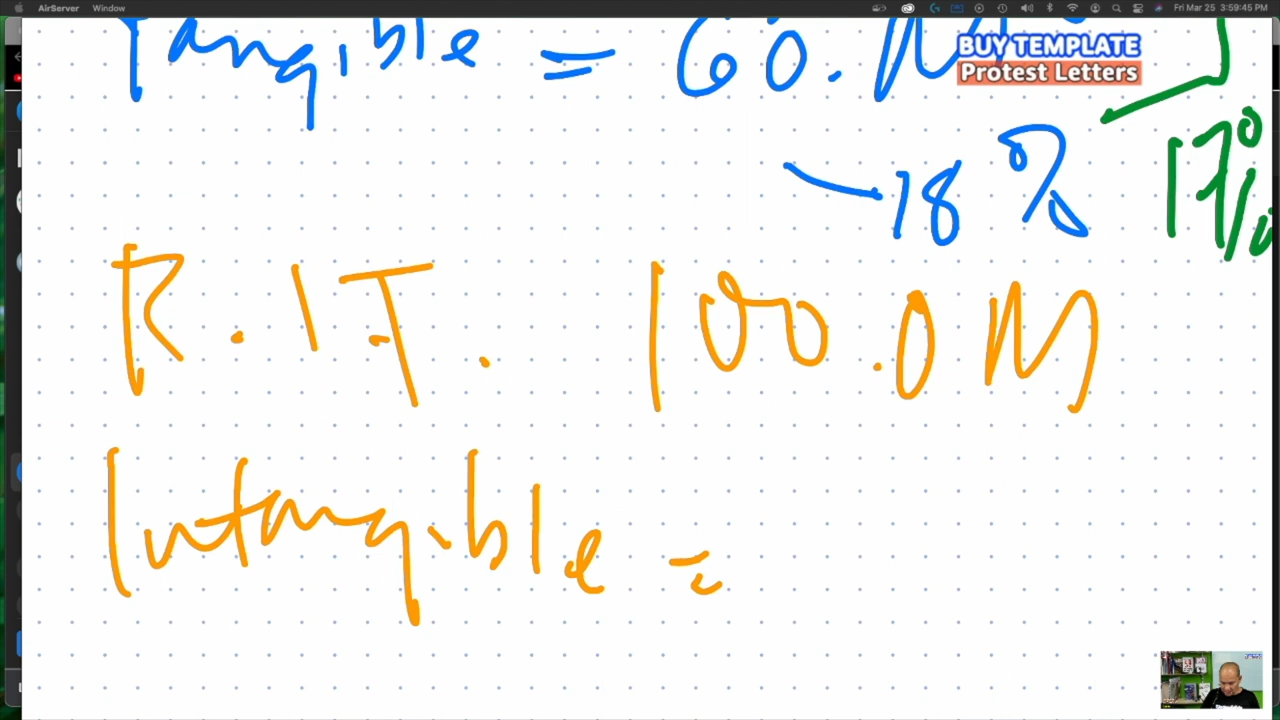 AirServer Window Fri Mar 25 3:59:45 PM
Tangible = 60.
BUY TEMPLATE
Protest Letters
18%
17%
R.I.T. 100.0M
Intangible =